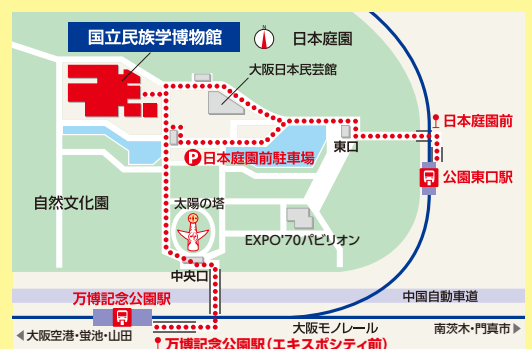 国立民族学博物館
N
日本庭園
大阪日本民芸館
日本庭園前
東口
P日本庭園前駐車場
公園東口駅
自然文化園
太陽の塔
EXPO'70パビリオン
中央口
万博記念公園駅
中国自動車道
大阪モノレール
南茨木・門真市▶
◀大阪空港・蛍池・山田
万博記念公園駅（エキスポシティ前）